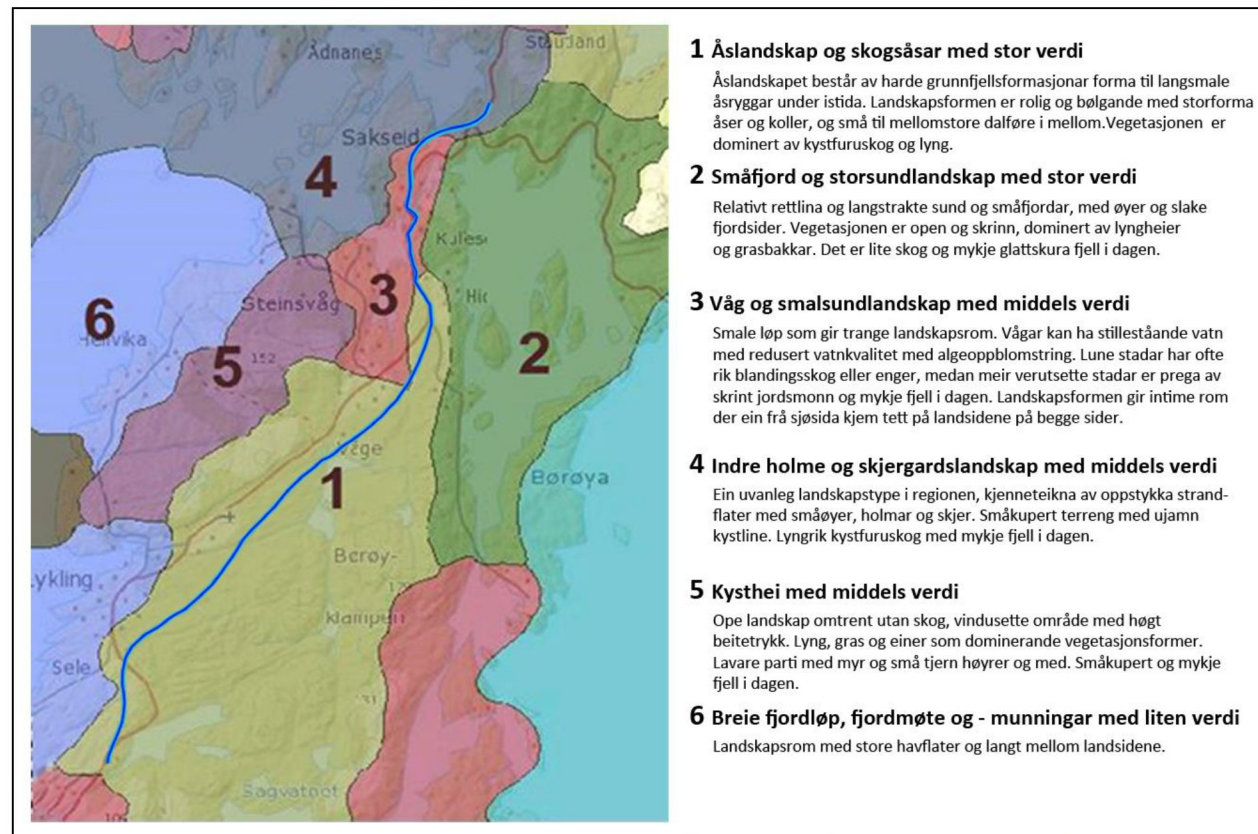 Ådnanes
Sakseid
4
Steinsvåg
3
6
5
152
2
Våge
1
Børøya
Børøy-
klampen
Sele
Sagvatnet
1 Åslandskap og skogsåsar med stor verdi
Åslandskapet består av harde grunnfjellsformasjonar forma til langsmale
åsryggar under istida. Landskapsformen er rolig og bølgande med storforma
åser og koller, og små til mellomstore dalføre i mellom.Vegetasjonen er
dominert av kystfuruskog og lyng.
2 Småfjord og storsundlandskap med stor verdi
Relativt rettlina og langstrakte sund og småfjordar, med øyer og slake
fjordsider. Vegetasjonen er open og skrinn, dominert av lyngheier
og grasbakkar. Det er lite skog og mykje glattskura fjell i dagen.
3 Våg og smalsundlandskap med middels verdi
Smale løp som gir trange landskapsrom. Vågar kan ha stilleståande vatn
med redusert vatnkvalitet med algeoppblomstring. Lune stadar har ofte
rik blandingsskog eller enger, medan meir verutsette stadar er prega av
skrint jordsmonn og mykje fjell i dagen. Landskapsformen gir intime rom
der ein frå sjøsida kjem tett på landsidene på begge sider.
4 Indre holme og skjergardslandskap med middels verdi
Ein uvanleg landskapstype i regionen, kjenneteikna av oppstykka strand-
flater med småøyer, holmar og skjer. Småkupert terreng med ujamn
kystline. Lyngrik kystfuruskog med mykje fjell i dagen.
5 Kysthei med middels verdi
Ope landskap omtrent utan skog, vindusette område med høgt
beitetrykk. Lyng, gras og einer som dominerande vegetasjonsformer.
Lavare parti med myr og små tjern høyrer og med. Småkupert og mykje
fjell i dagen.
6 Breie fjordløp, fjordmøte og - munningar med liten verdi
Landskapsrom med store havflater og langt mellom landsidene.